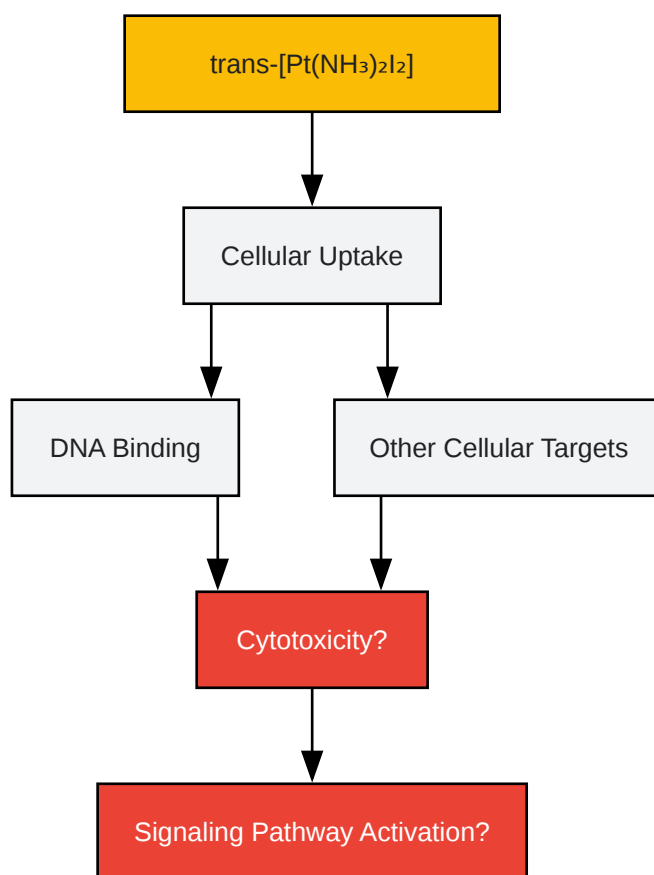 trans-[Pt(NH₃)₂I₂]
Cellular Uptake
DNA Binding
Other Cellular Targets
Cytotoxicity?
Signaling Pathway Activation?